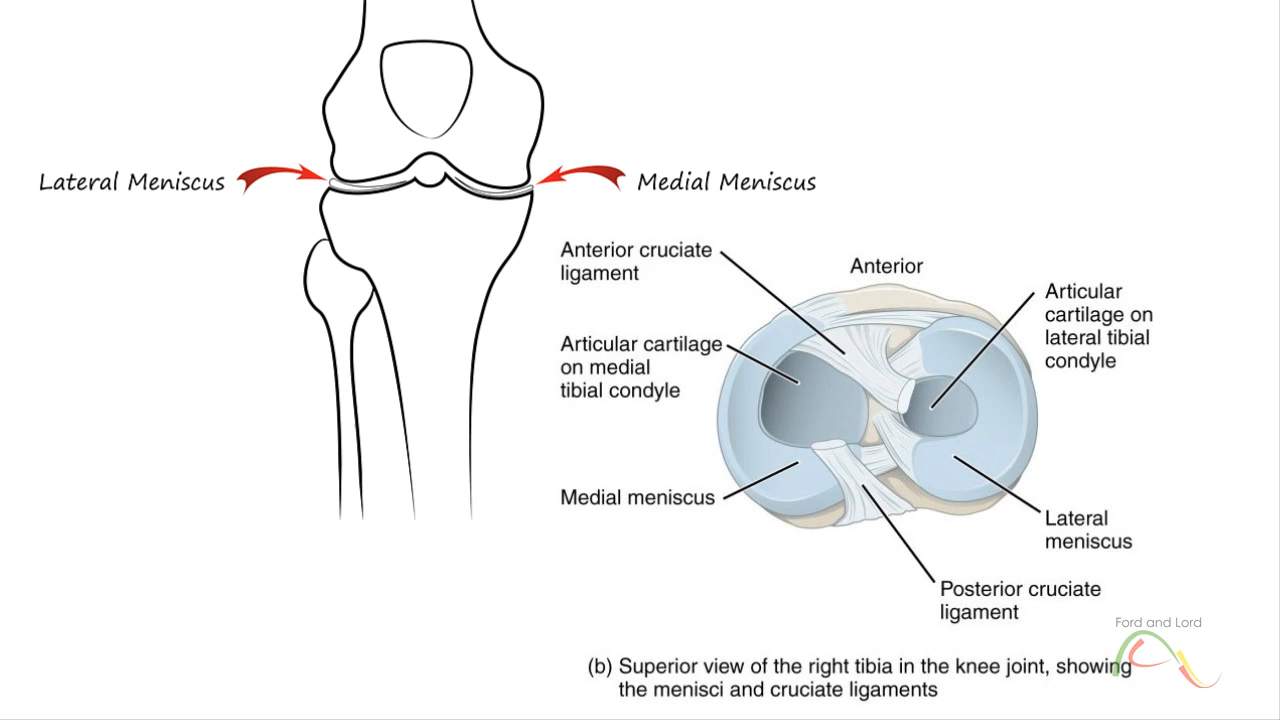 Lateral Meniscus
Medial Meniscus
Anterior cruciate
ligament
Anterior
Articular
cartilage on
lateral tibial
condyle
Articular cartilage
on medial
tibial condyle
Medial meniscus
Lateral
meniscus
Posterior cruciate
ligament
Ford and Lord
(b) Superior view of the right tibia in the knee joint, showing
the menisci and cruciate ligaments